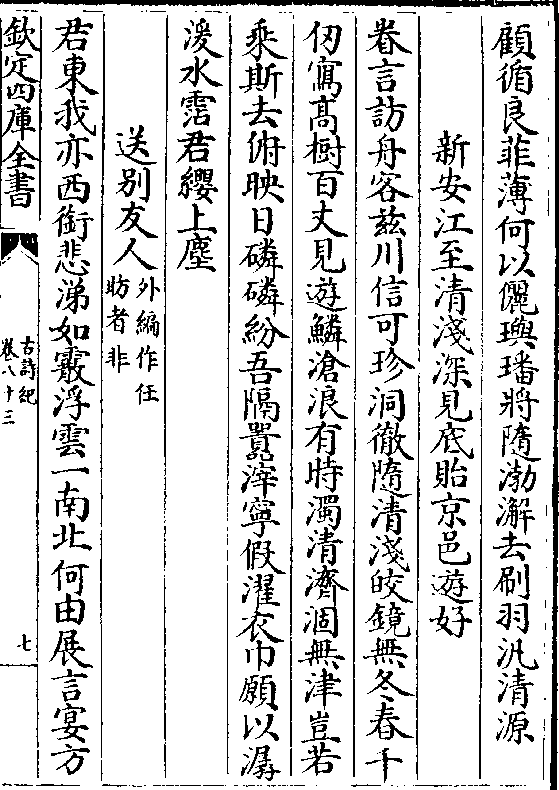 顧循良菲薄何以儷璵璠將隨渤澥去刷羽汎清源
新安江至清淺深見底貽京邑遊好
眷言訪舟客茲川信可珍洞徹隨清淺皎鏡無冬春千
仞寫髙樹百丈見遊鱗滄浪有時濁清濟涸無津豈若
乘斯去俯映日磷磷紛吾隔嚻滓寧假濯衣巾願以潺
湲水霑君纓上塵
送别友人外編作任昉者非
君東我亦西銜悲涕如霰浮雲一南北何由展言宴方
欽定四庫全書
古詩紀
卷八十三
七